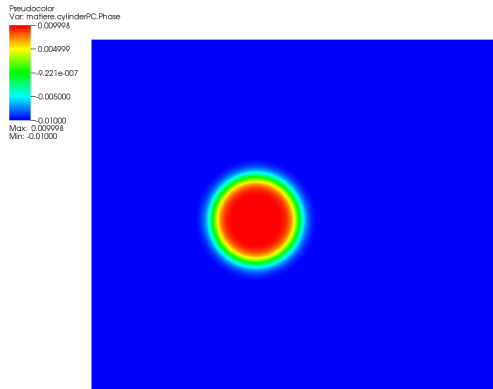 Pseudocolor
Var: matiere.cylinderPC.Phase
0.009998
0.004999
-9.221e-007
-0.005000
-0.01000
Max: 0.009998
Min: -0.01000